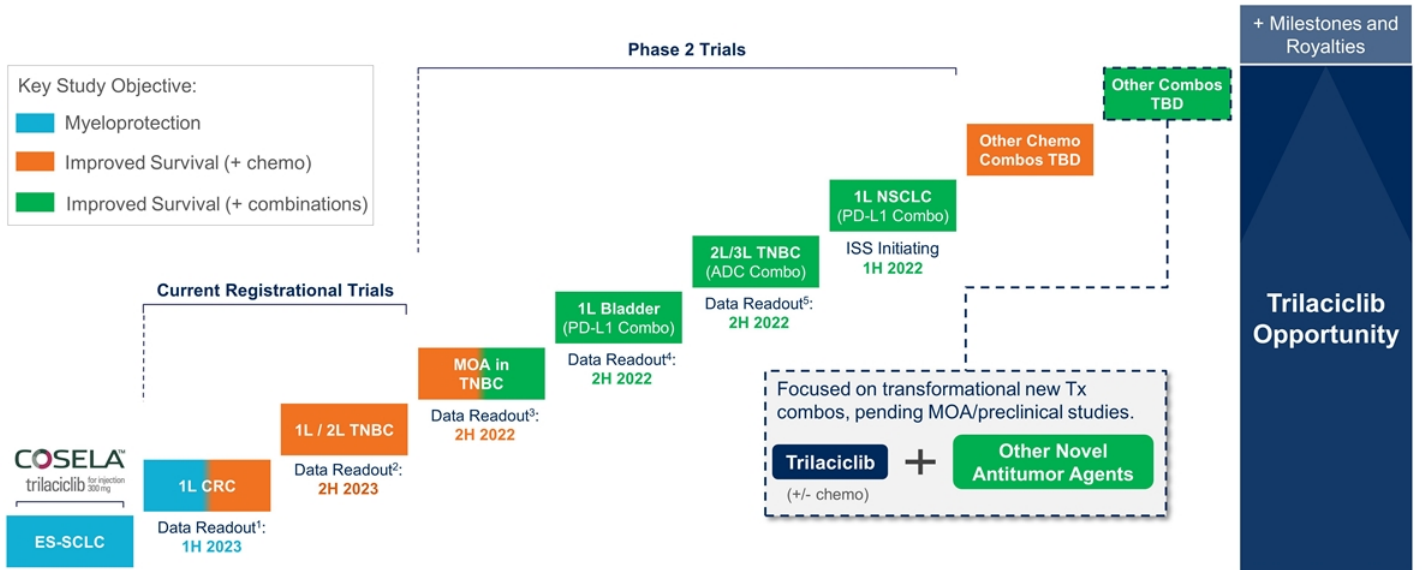 + Milestones and
Royalties
Phase 2 Trials
Key Study Objective:
Myeloprotection
Improved Survival (+ chemo)
Improved Survival (+ combinations)
Other Combos
TBD
Other Chemo
Combos TBD
1L NSCLC
(PD-L1 Combo)
ISS Initiating
1H 2022
2L/3L TNBC
(ADC Combo)
Data Readout⁵:
2H 2022
Current Registrational Trials
1L Bladder
(PD-L1 Combo)
Data Readout⁴:
2H 2022
Trilaciclib
Opportunity
MOA in
TNBC
Data Readout³:
2H 2022
Focused on transformational new Tx
combos, pending MOA/preclinical studies.
Trilaciclib
(+/- chemo)
+
Other Novel
Antitumor Agents
1L / 2L TNBC
Data Readout²:
2H 2023
COSELA™
trilaciclib for injection 300 mg
1L CRC
Data Readout¹:
1H 2023
ES-SCLC